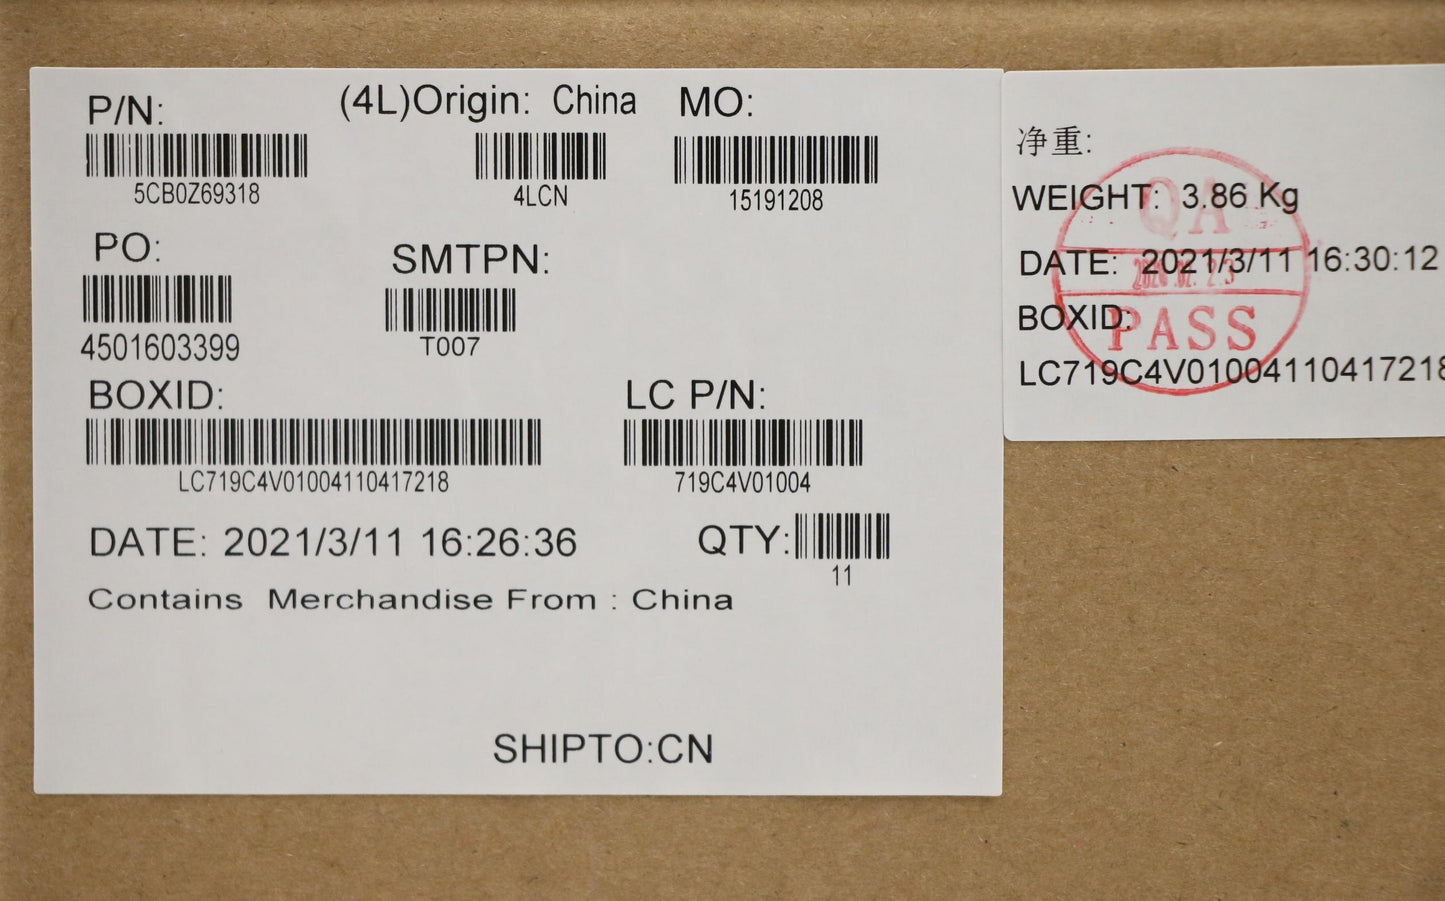 P/N:
5CB0Z69318
(4L)Origin: China
4LCN
MO:
15191208
PO:
4501603399
SMTPN:
T007
BOXID:
LC719C4V01004110417218
LC P/N:
719C4V01004
DATE: 2021/3/11 16:26:36
QTY:
11
Contains Merchandise From : China
SHIPTO:CN
净重:
WEIGHT: 3.86 Kg
DATE: 2021/3/11 16:30:12
BOXID:
LC719C4V01004110417218
QA
PASS